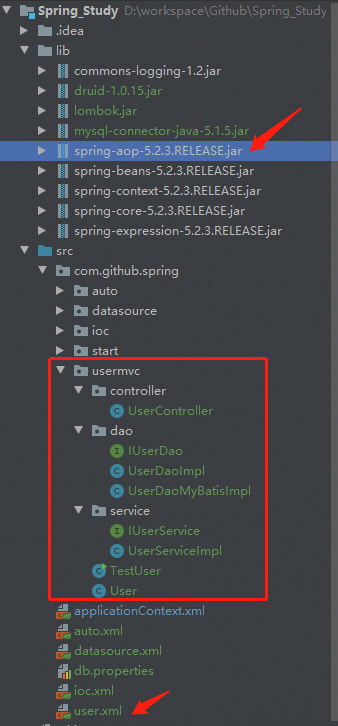 Spring_Study D:\workspace\Github\Spring_Study
.idea
lib
commons-logging-1.2.jar
druid-1.0.15.jar
lombok.jar
mysql-connector-java-5.1.5.jar
spring-aop-5.2.3.RELEASE.jar
spring-beans-5.2.3.RELEASE.jar
spring-context-5.2.3.RELEASE.jar
spring-core-5.2.3.RELEASE.jar
spring-expression-5.2.3.RELEASE.jar
src
com.github.spring
auto
datasource
ioc
start
usermvc
controller
UserController
dao
IUserDao
UserDaoImpl
UserDaoMyBatisImpl
service
IUserService
UserServiceImpl
TestUser
User
applicationContext.xml
auto.xml
datasource.xml
db.properties
ioc.xml
user.xml